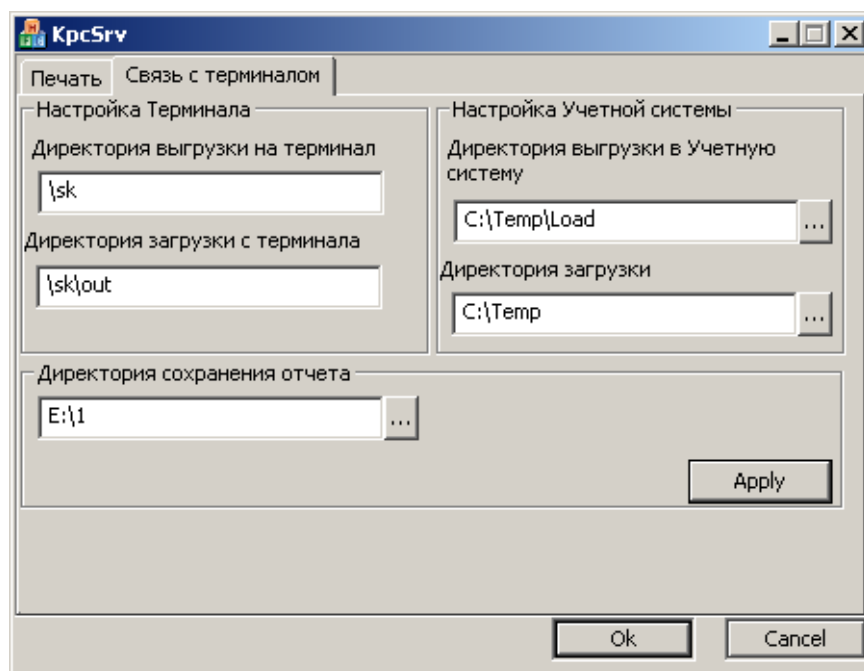 KpcSrv
Печать
Связь с терминалом
Настройка Терминала
Директория выгрузки на терминал
\sk
Директория загрузки с терминала
\sk\out
Настройка Учетной системы
Директория выгрузки в Учетную
систему
C:\Temp\Load
...
Директория загрузки
C:\Temp
...
Директория сохранения отчета
E:\1
...
Apply
Ok
Cancel